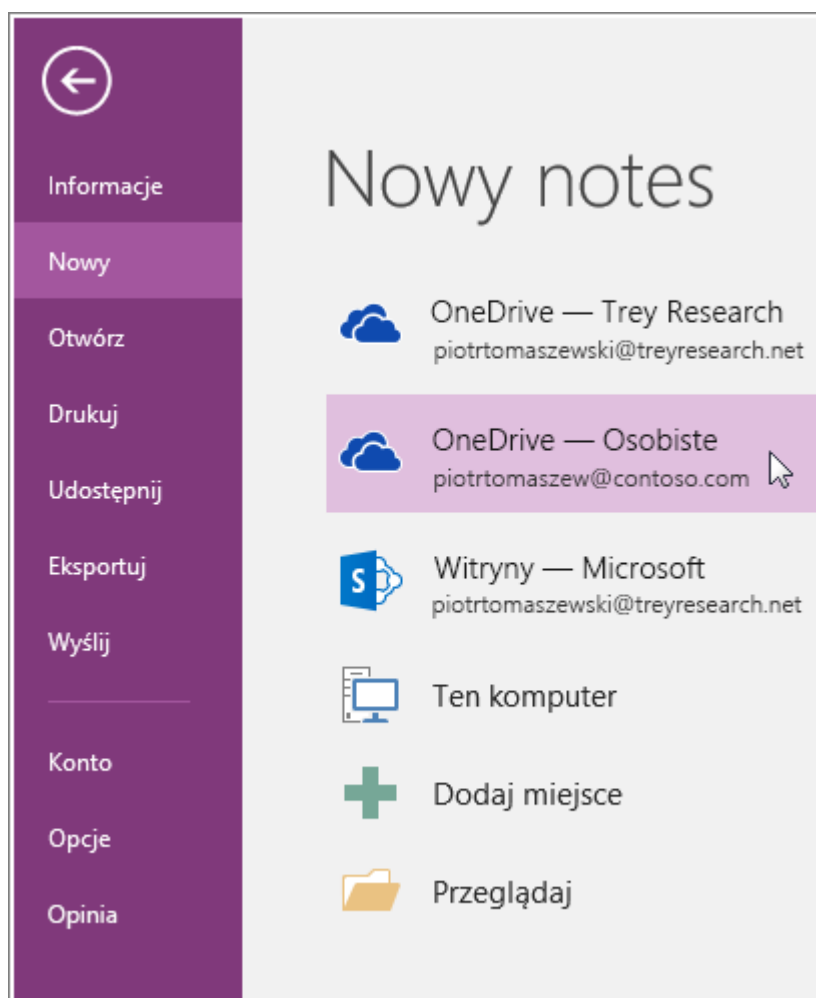 Informacje
Nowy
Otwórz
Drukuj
Udostępnij
Eksportuj
Wyślij
Konto
Opcje
Opinia
Nowy notes
OneDrive — Trey Research
piotrtomaszewski@treyresearch.net
OneDrive — Osobiste
piotrtomaszew@contoso.com
S
Witryny — Microsoft
piotrtomaszewski@treyresearch.net
Ten komputer
Dodaj miejsce
Przeglądaj